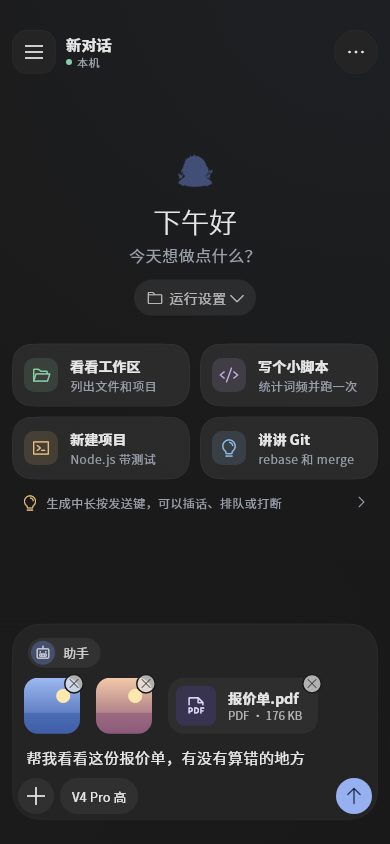 新对话
本机
下午好
今天想做点什么?
运行设置
看看工作区
列出文件和项目
写个小脚本
统计词频并跑一次
新建项目
Node.js 带测试
讲讲 Git
rebase 和 merge
生成中长按发送键，可以插话、排队或打断
助手
PDF
报价单.pdf
PDF · 176 KB
帮我看看这份报价单，有没有算错的地方
V4 Pro 高